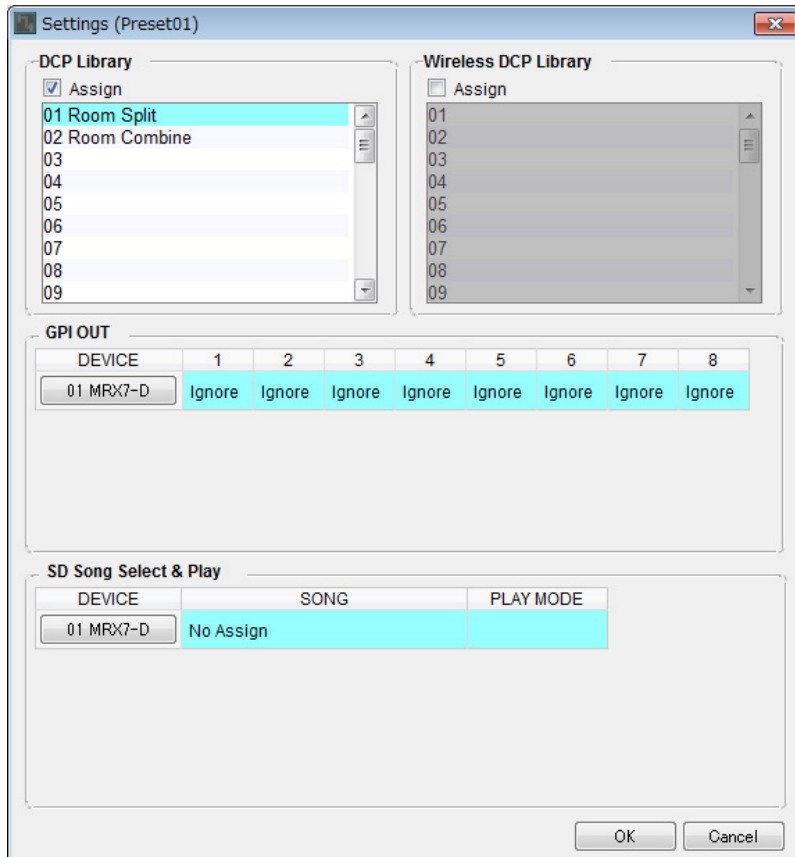 Settings (Preset01)
DCP Library
Assign
01 Room Split
02 Room Combine
03
04
05
06
07
08
09
Wireless DCP Library
Assign
01
02
03
04
05
06
07
08
09
GPI OUT
DEVICE 1 2 3 4 5 6 7 8
01 MRX7-D Ignore Ignore Ignore Ignore Ignore Ignore Ignore Ignore
SD Song Select & Play
DEVICE SONG PLAY MODE
01 MRX7-D No Assign
OK Cancel